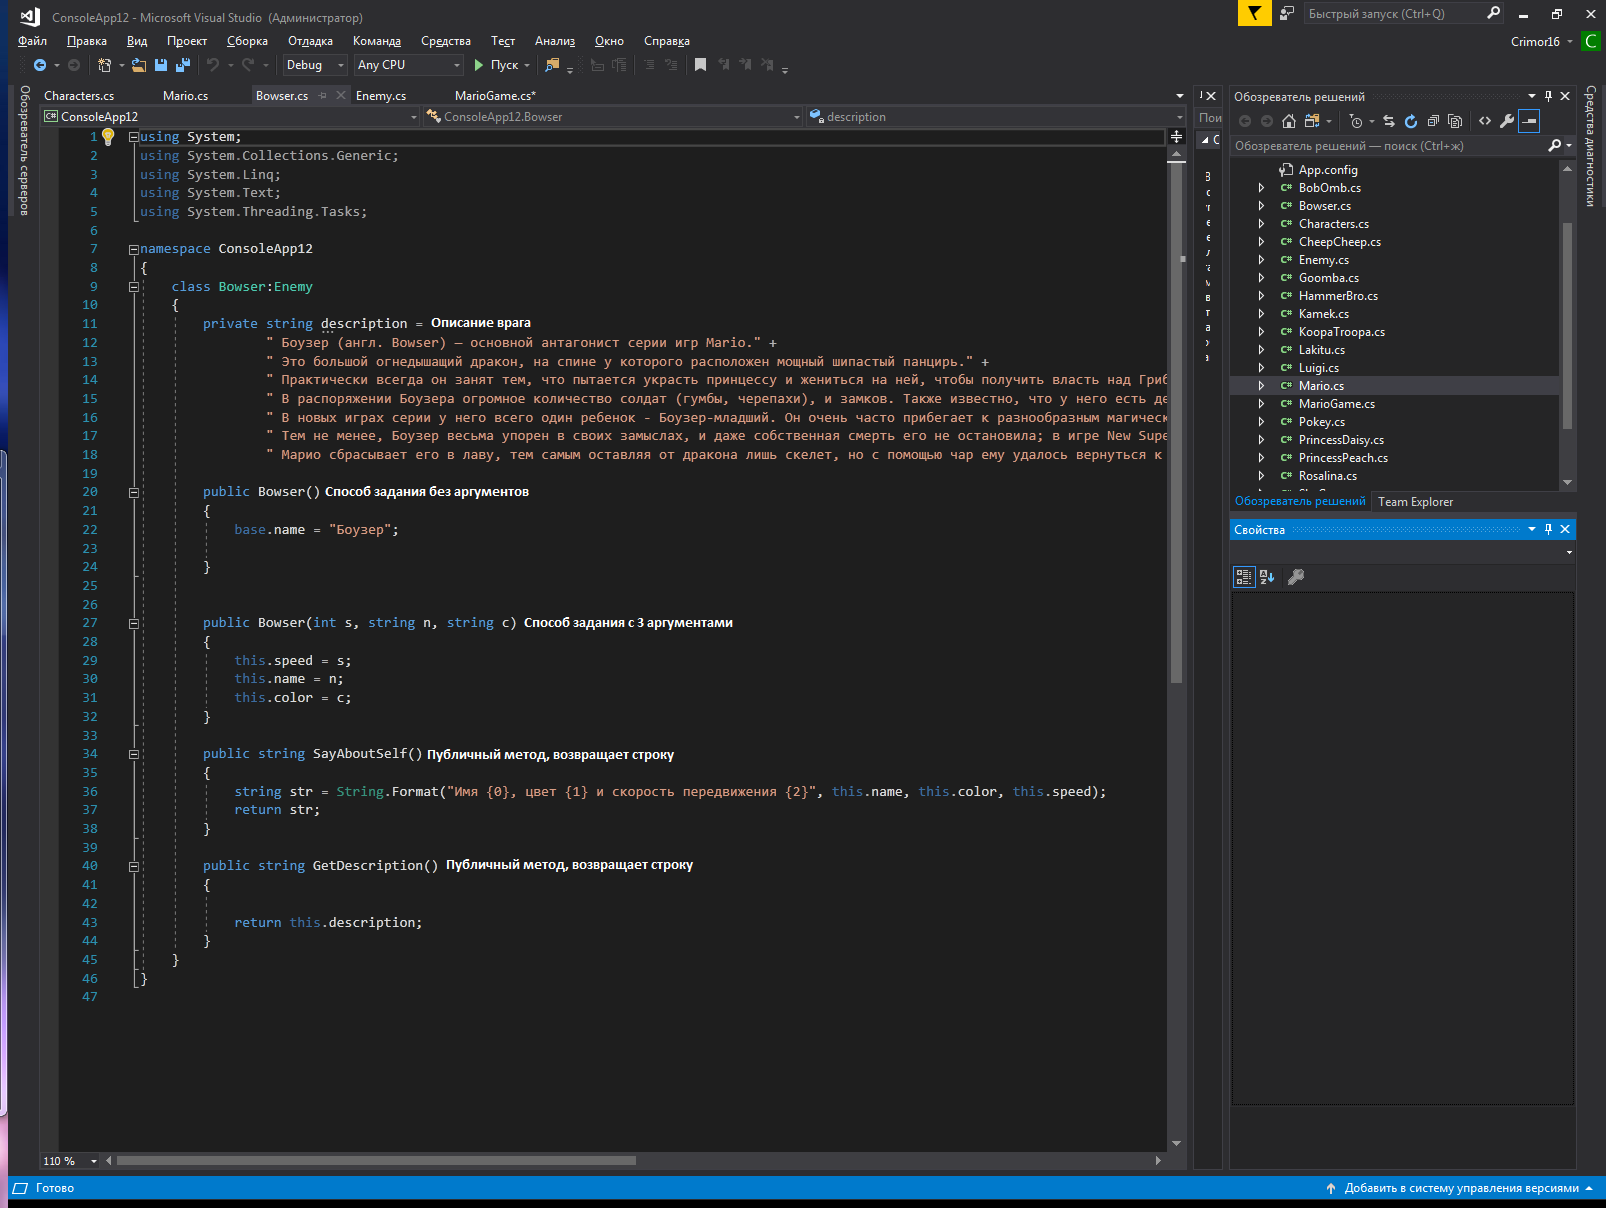 ConsoleApp12 - Microsoft Visual Studio (Администратор)
Быстрый запуск (Ctrl+Q)
Файл Правка Вид Проект Сборка Отладка Команда Средства Тест Анализ Окно Справка
Crimor16 C
Debug Any CPU Пуск
Обозреватель серверов
Characters.cs Mario.cs Bowser.cs Enemy.cs MarioGame.cs*
ConsoleApp12 ConsoleApp12.Bowser description
1 using System;
2 using System.Collections.Generic;
3 using System.Linq;
4 using System.Text;
5 using System.Threading.Tasks;
6
7 namespace ConsoleApp12
8 {
9 class Bowser:Enemy
10 {
11 private string description = Описание врага
12 " Боузер (англ. Bowser) — основной антагонист серии игр Mario." +
13 " Это большой огнедышащий дракон, на спине у которого расположен мощный шипастый панцирь." +
14 " Практически всегда он занят тем, что пытается украсть принцессу и жениться на ней, чтобы получить власть над Гриб
15 " В распоряжении Боузера огромное количество солдат (гумбы, черепахи), и замков. Также известно, что у него есть де
16 " В новых играх серии у него всего один ребенок - Боузер-младший. Он очень часто прибегает к разнообразным магическ
17 " Тем не менее, Боузер весьма упорен в своих замыслах, и даже собственная смерть его не остановила; в игре New Supe
18 " Марио сбрасывает его в лаву, тем самым оставляя от дракона лишь скелет, но с помощью чар ему удалось вернуться к
19
20 public Bowser() Способ задания без аргументов
21 {
22 base.name = "Боузер";
23
24 }
25
26
27 public Bowser(int s, string n, string c) Способ задания с 3 аргументами
28 {
29 this.speed = s;
30 this.name = n;
31 this.color = c;
32 }
33
34 public string SayAboutSelf() Публичный метод, возвращает строку
35 {
36 string str = String.Format("Имя {0}, цвет {1} и скорость передвижения {2}", this.name, this.color, this.speed);
37 return str;
38 }
39
40 public string GetDescription() Публичный метод, возвращает строку
41 {
42
43 return this.description;
44 }
45 }
46 }
47
110 %
Пои
Обозреватель решений
Обозреватель решений — поиск (Ctrl+ж)
App.config
C# BobOmb.cs
C# Bowser.cs
C# Characters.cs
C# CheepCheep.cs
C# Enemy.cs
C# Goomba.cs
C# HammerBro.cs
C# Kamek.cs
C# KoopaTroopa.cs
C# Lakitu.cs
C# Luigi.cs
C# Mario.cs
C# MarioGame.cs
C# Pokey.cs
C# PrincessDaisy.cs
C# PrincessPeach.cs
C# Rosalina.cs
Обозреватель решений Team Explorer
Свойства
Средства диагностики
Готово
Добавить в систему управления версиями